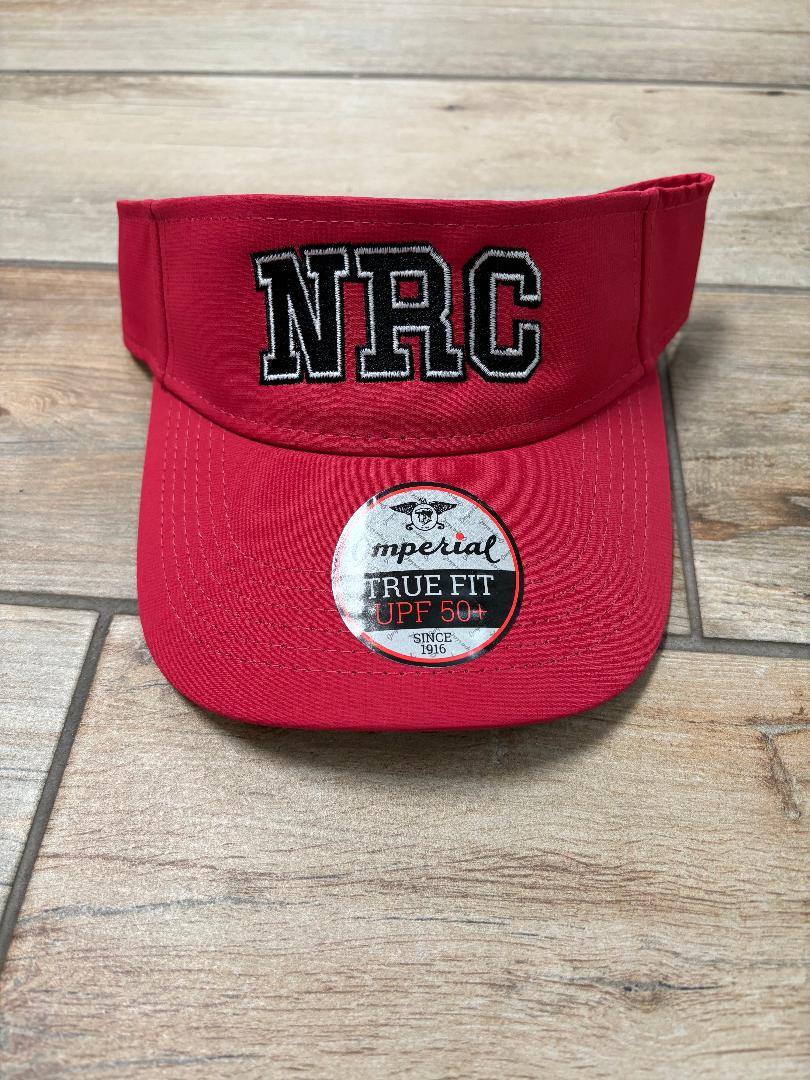 NRC
Imperial
TRUE FIT
UPF 50+
SINCE
1916